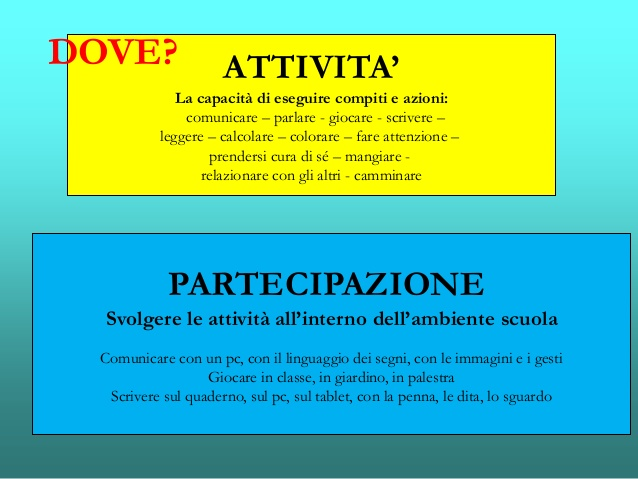 DOVE?
ATTIVITA’
La capacità di eseguire compiti e azioni:
comunicare – parlare - giocare - scrivere –
leggere – calcolare – colorare – fare attenzione –
prendersi cura di sé – mangiare -
relazionare con gli altri - camminare
PARTECIPAZIONE
Svolgere le attività all’interno dell’ambiente scuola
Comunicare con un pc, con il linguaggio dei segni, con le immagini e i gesti
Giocare in classe, in giardino, in palestra
Scrivere sul quaderno, sul pc, sul tablet, con la penna, le dita, lo sguardo